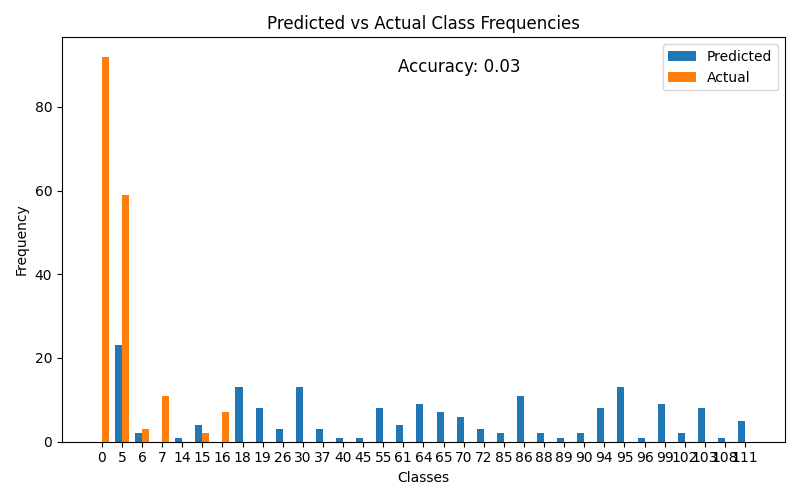 Predicted vs Actual Class Frequencies
Accuracy: 0.03
Predicted
Actual
Frequency
80
60
40
20
0
0 5 6 7 14 15 16 18 19 26 30 37 40 45 55 61 64 65 70 72 85 86 88 89 90 94 95 96 99 102 103 108 111
Classes